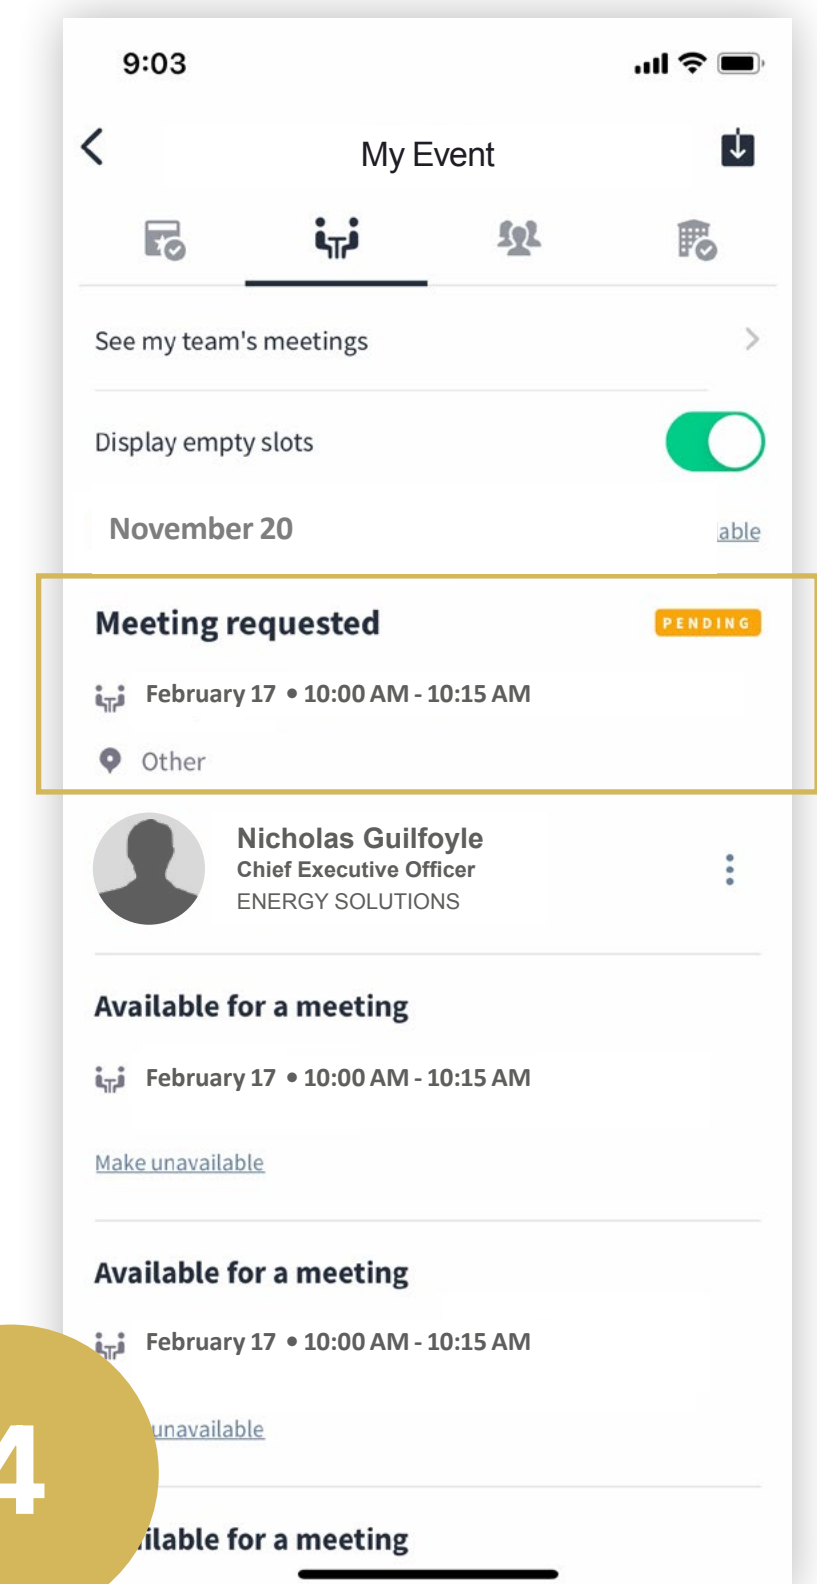 9:03
My Event
See my team's meetings
Display empty slots
November 20
able
Meeting requested
PENDING
February 17 • 10:00 AM - 10:15 AM
Other
Nicholas Guilfoyle
Chief Executive Officer
ENERGY SOLUTIONS
Available for a meeting
February 17 • 10:00 AM - 10:15 AM
Make unavailable
Available for a meeting
February 17 • 10:00 AM - 10:15 AM
unavailable
4
ilable for a meeting